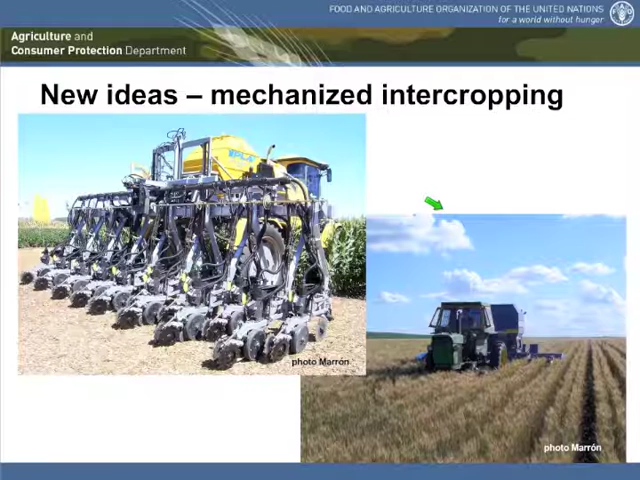 FOOD AND AGRICULTURE ORGANIZATION OF THE UNITED NATIONS
for a world without hunger
Agriculture and
Consumer Protection Department
New ideas – mechanized intercropping
PLA
photo Marrón
photo Marrón